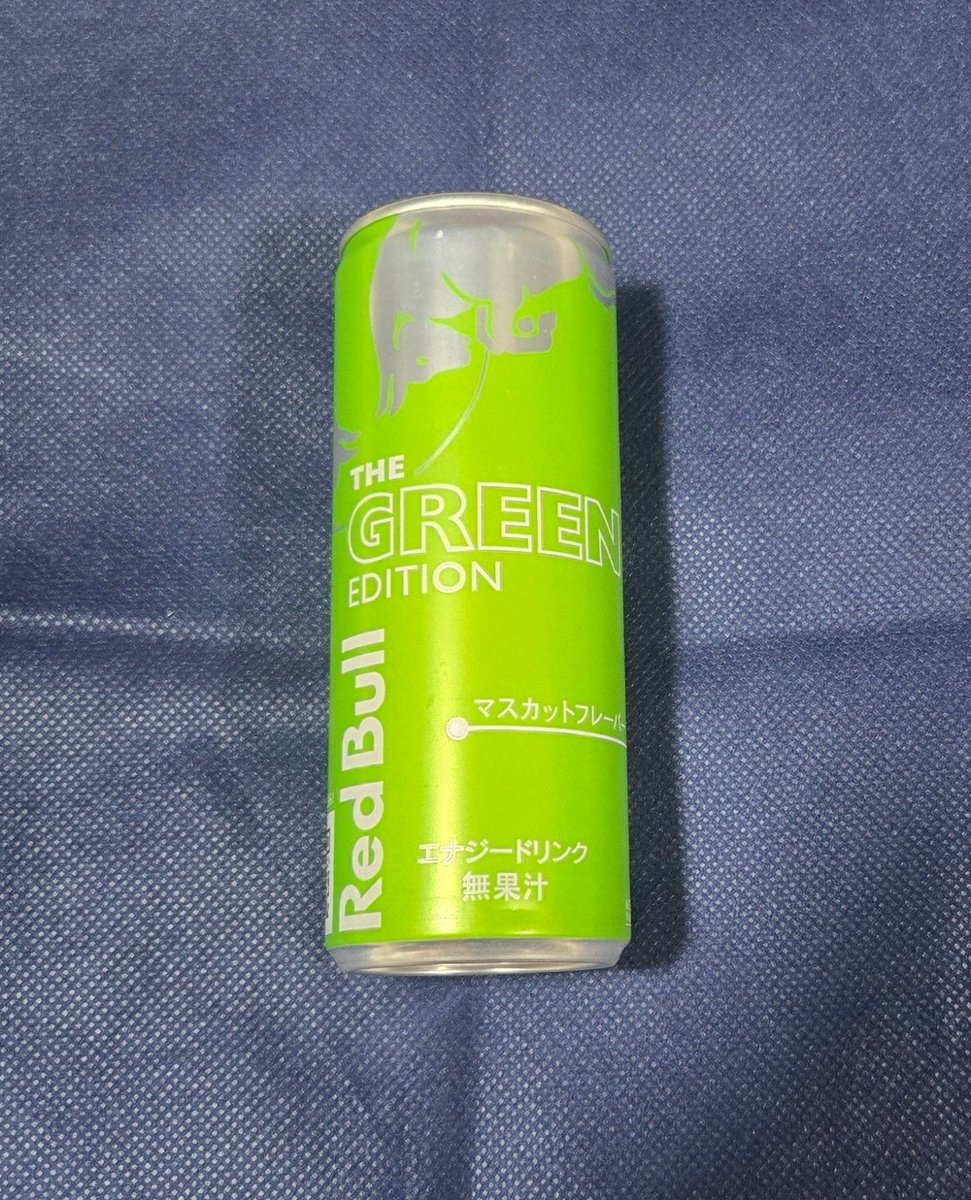 THE
GREEN
EDITION
Red Bull
マスカットフレーバー
エナジードリンク
無果汁